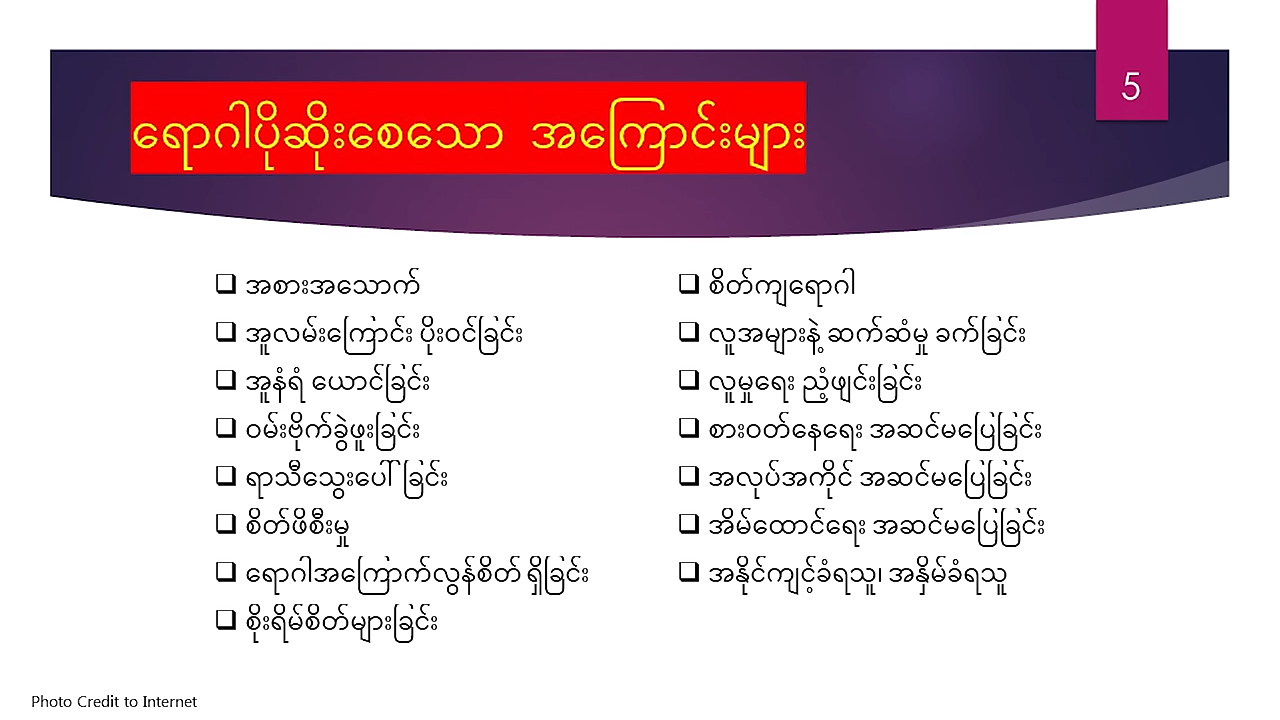 5
ရောဂါပိုဆိုးစေသော အကြောင်းများ
❑ အစားအသောက်
❑ အူလမ်းကြောင်း ပိုးဝင်ခြင်း
❑ အူနံရံ ယောင်ခြင်း
❑ ဝမ်းဗိုက်ခွဲဖူးခြင်း
❑ ရာသီသွေးပေါ်ခြင်း
❑ စိတ်ဖိစီးမှု
❑ ရောဂါအကြောက်လွန်စိတ် ရှိခြင်း
❑ စိုးရိမ်စိတ်များခြင်း
❑ စိတ်ကျရောဂါ
❑ လူအများနဲ့ ဆက်ဆံမှု ခက်ခြင်း
❑ လူမှုရေး ညံ့ဖျင်းခြင်း
❑ စားဝတ်နေရေး အဆင်မပြေခြင်း
❑ အလုပ်အကိုင် အဆင်မပြေခြင်း
❑ အိမ်ထောင်ရေး အဆင်မပြေခြင်း
❑ အနိုင်ကျင့်ခံရသူ၊ အနှိမ်ခံရသူ
Photo Credit to Internet